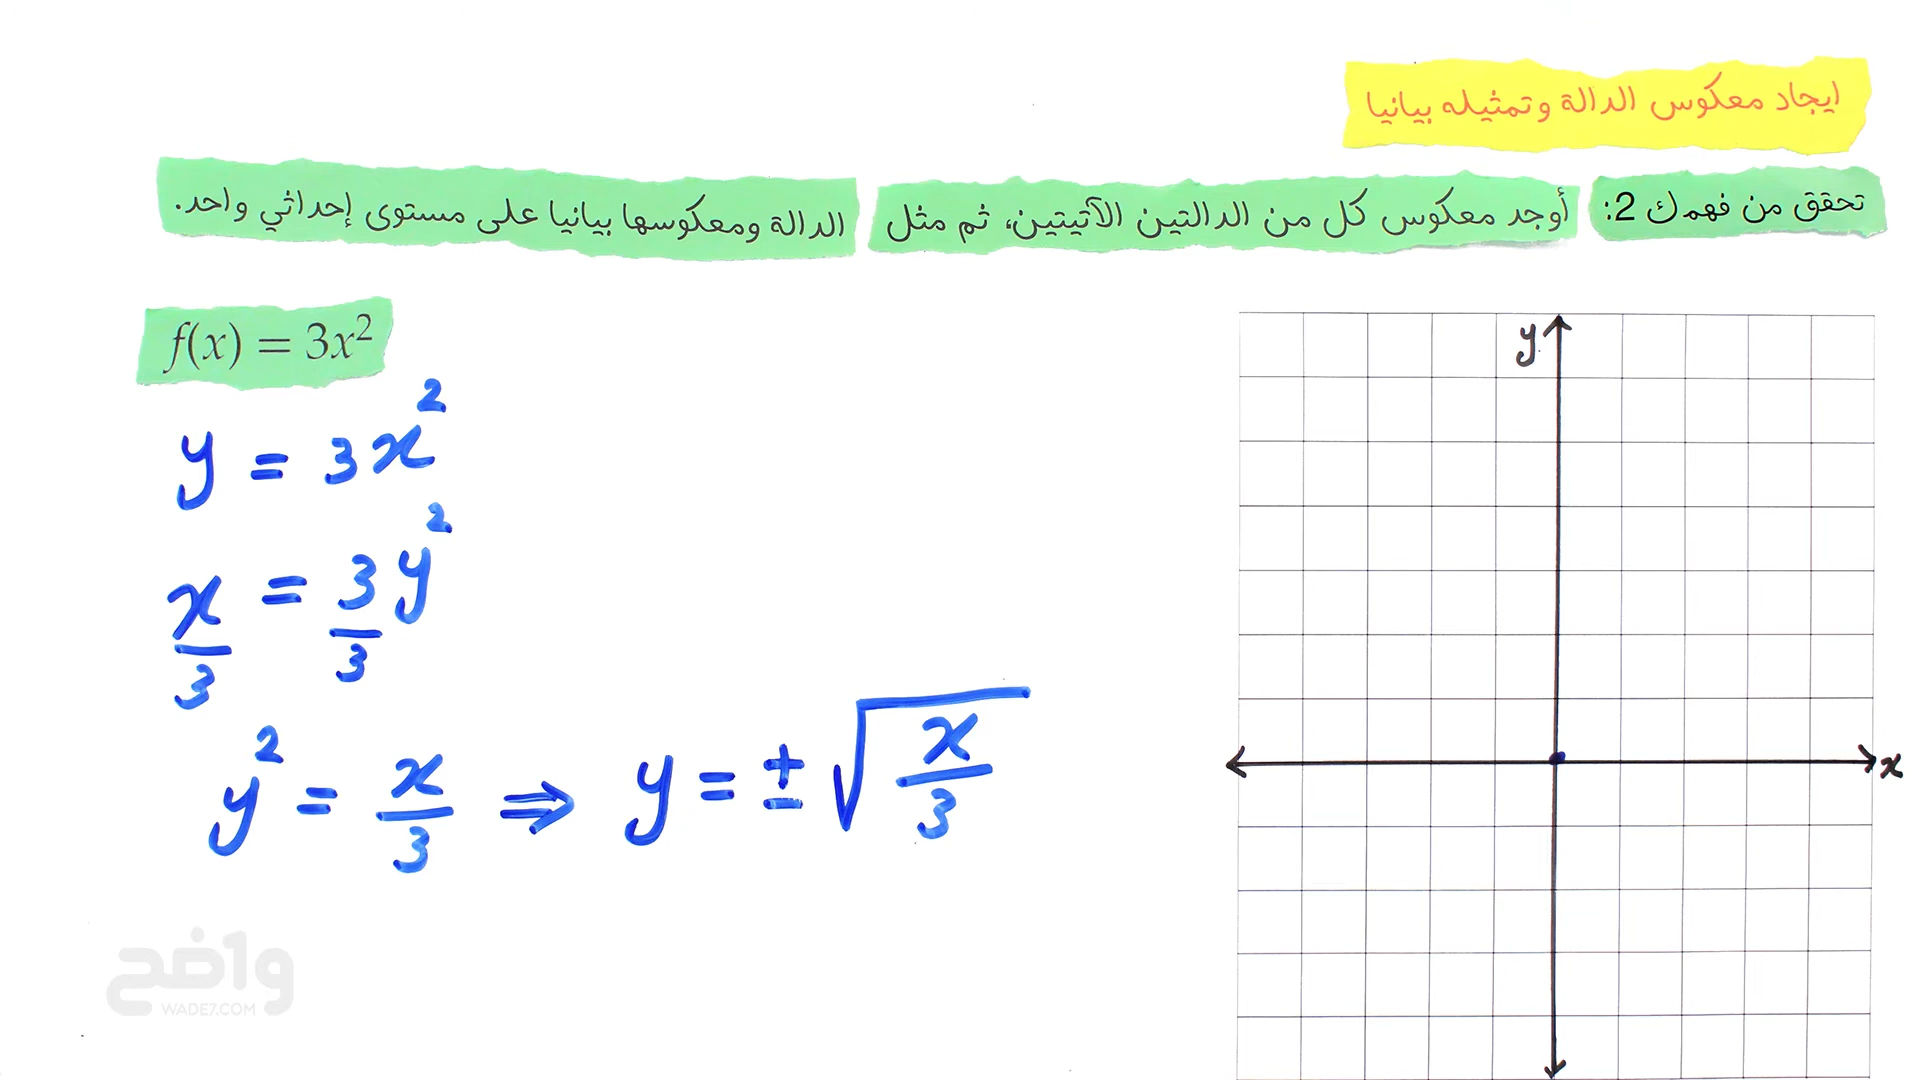 ايجاد معكوس الدالة وتمثيله بيانيا
تحقق من فهمك 2: أوجد معكوس كل من الدالتين الآتيتين، ثم مثل الدالة ومعكوسها بيانيا على مستوى إحداثي واحد.
f(x) = 3x²
y = 3x²
x/3 = 3y²/3
y² = x/3 ⇒ y = ± √(x/3)
y
x
واضح
WADE7.COM